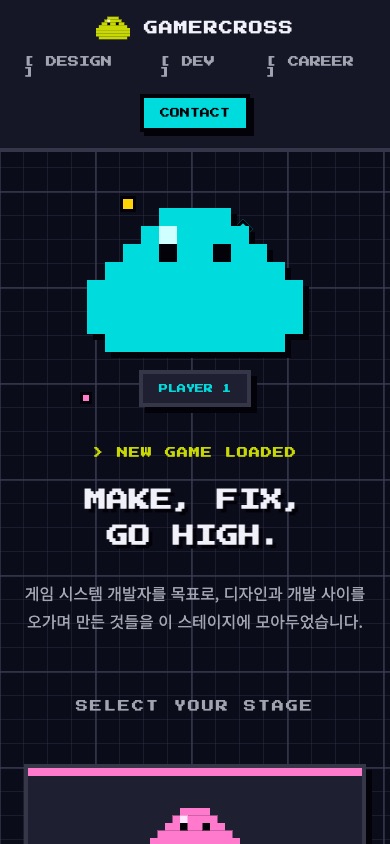 GAMERCROSS
[ DESIGN ]
[ DEV ]
[ CAREER ]
CONTACT
PLAYER 1
> NEW GAME LOADED
MAKE, FIX,
GO HIGH.
게임 시스템 개발자를 목표로, 디자인과 개발 사이를
오가며 만든 것들을 이 스테이지에 모아두었습니다.
SELECT YOUR STAGE